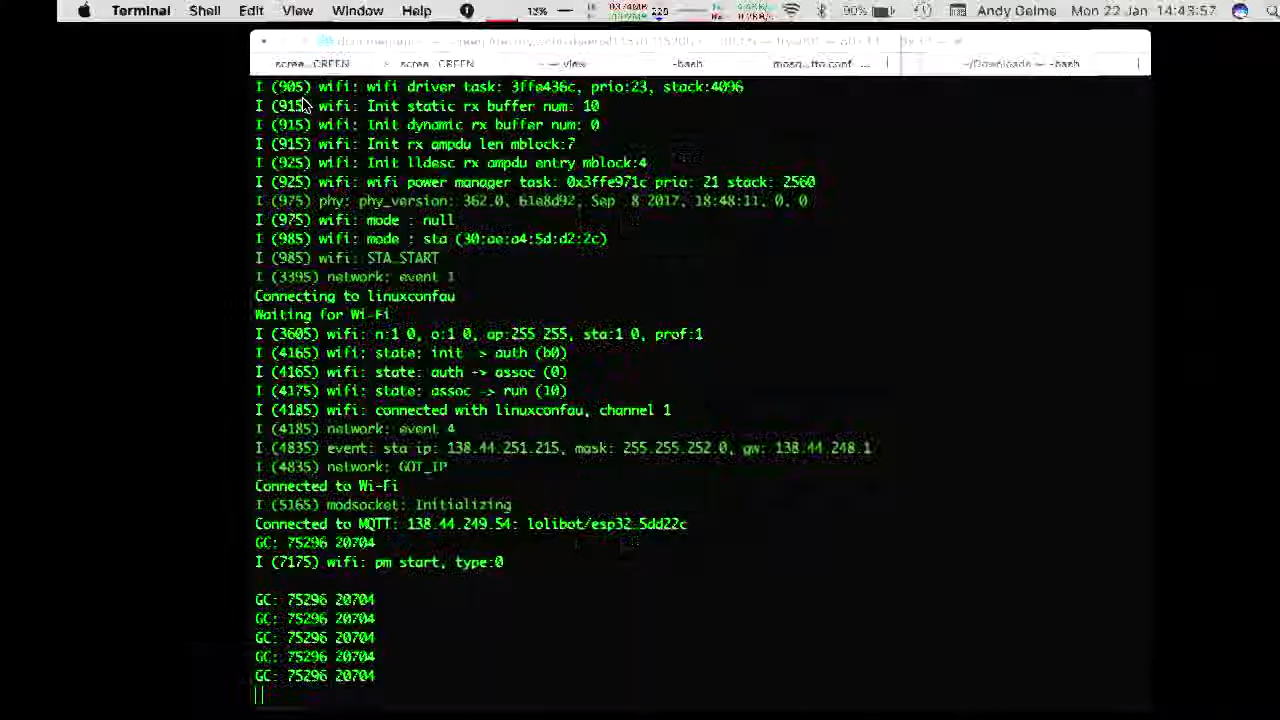 Terminal Shell Edit View Window Help 13% 90% Andy Gelme Mon 22 Jan 14:43:57
-bash ~/Downloads — -bash
I (905) wifi: wifi driver task: 3ffe436c, prio:23, stack:4096
I (915) wifi: Init static rx buffer num: 10
I (915) wifi: Init dynamic rx buffer num: 0
I (915) wifi: Init rx ampdu len mblock:7
I (925) wifi: Init lldesc rx ampdu entry mblock:4
I (925) wifi: wifi power manager task: 0x3ffe971c prio: 21 stack: 2560
I (975) phy: phy_version: 362.0, 61e8d92, Sep 8 2017, 18:48:11, 0, 0
I (975) wifi: mode : null
I (985) wifi: mode : sta (30:ae:a4:5d:d2:2c)
I (985) wifi: STA_START
I (3395) network: event 1
Connecting to linuxconfau
Waiting for Wi-Fi
I (3605) wifi: n:1 0, o:1 0, ap:255 255, sta:1 0, prof:1
I (4165) wifi: state: init -> auth (b0)
I (4165) wifi: state: auth -> assoc (0)
I (4175) wifi: state: assoc -> run (10)
I (4185) wifi: connected with linuxconfau, channel 1
I (4185) network: event 4
I (4835) event: sta ip: 138.44.251.215, mask: 255.255.252.0, gw: 138.44.248.1
I (4835) network: GOT_IP
Connected to Wi-Fi
I (5165) modsocket: Initializing
Connected to MQTT: 138.44.249.54: lolibot/esp32_5dd22c
GC: 75296 20704
I (7175) wifi: pm start, type:0
GC: 75296 20704
GC: 75296 20704
GC: 75296 20704
GC: 75296 20704
GC: 75296 20704